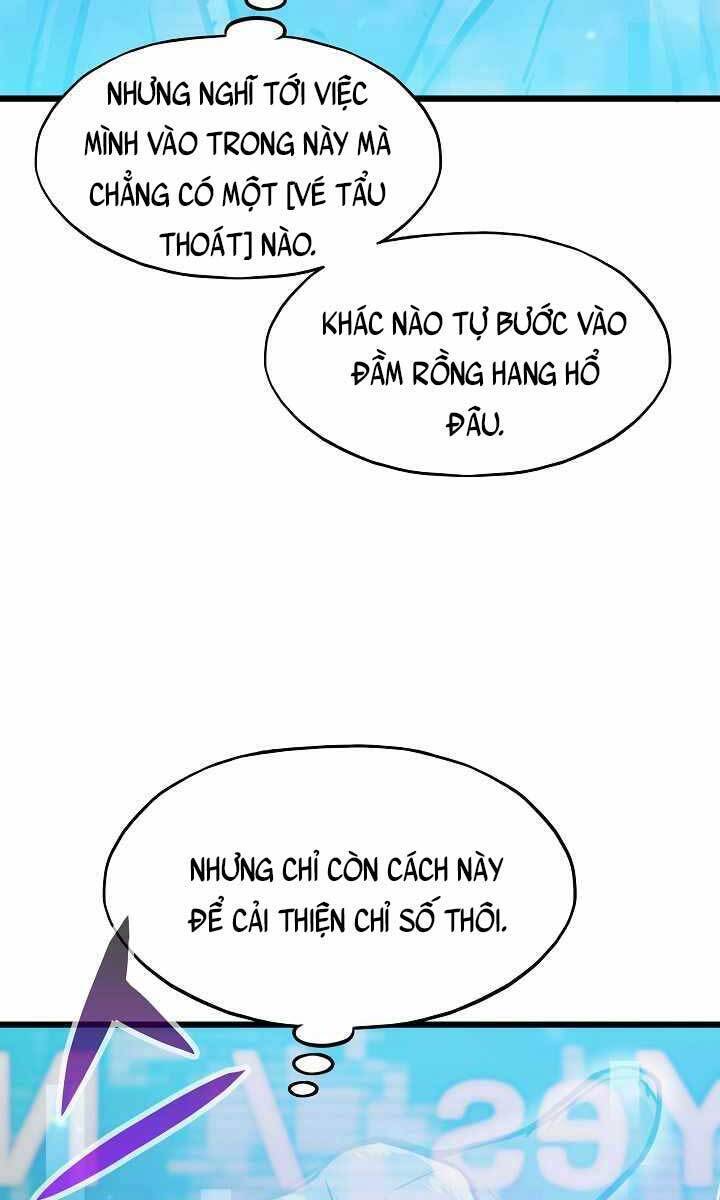 NHƯNG NGHĨ TỚI VIỆC
MÌNH VÀO TRONG NÀY MÀ
CHẲNG CÓ MỘT [VÉ TẨU
THOÁT] NÀO.
KHÁC NÀO TỰ BƯỚC VÀO
ĐẦM RỒNG HANG HỔ
ĐÂU.
NHƯNG CHỈ CÒN CÁCH NÀY
ĐỂ CẢI THIỆN CHỈ SỐ THÔI.
Yes / N